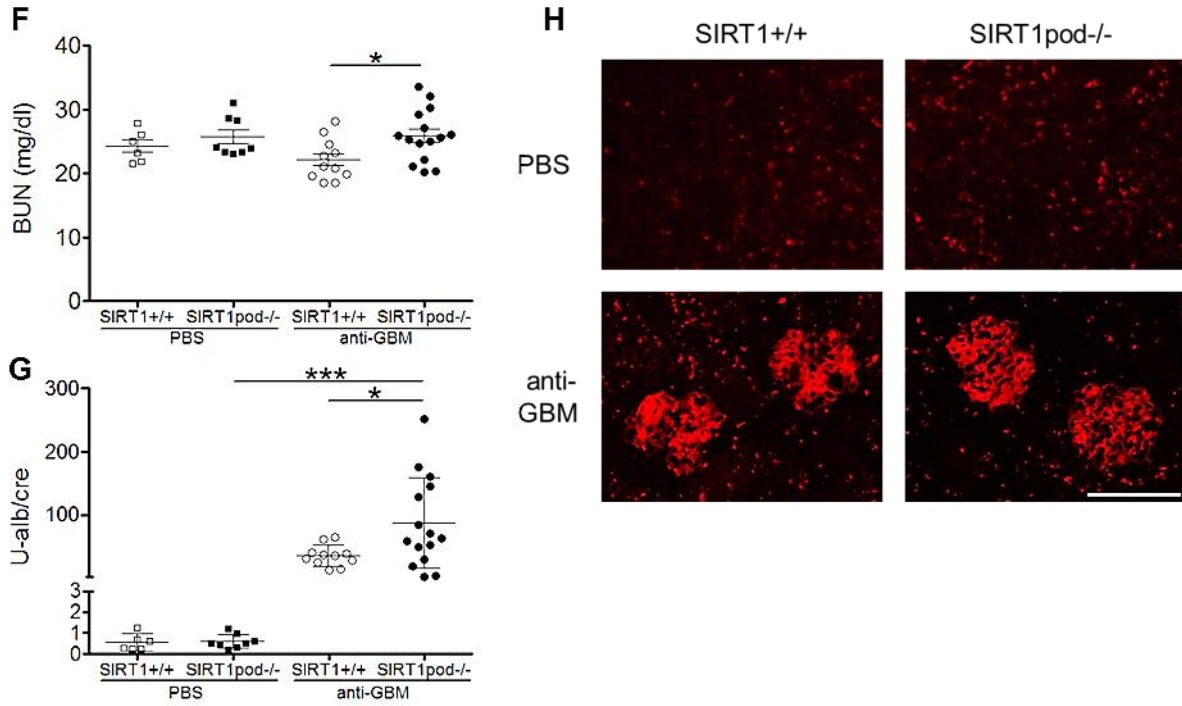 F
BUN (mg/dl)
40
30
20
10
0
*
SIRT1+/+ SIRT1pod-/- SIRT1+/+ SIRT1pod-/-
PBS anti-GBM
G
U-alb/cre
300
200
100
3
2
1
0
***
*
SIRT1+/+ SIRT1pod-/- SIRT1+/+ SIRT1pod-/-
PBS anti-GBM
H
SIRT1+/+ SIRT1pod-/-
PBS
anti-
GBM